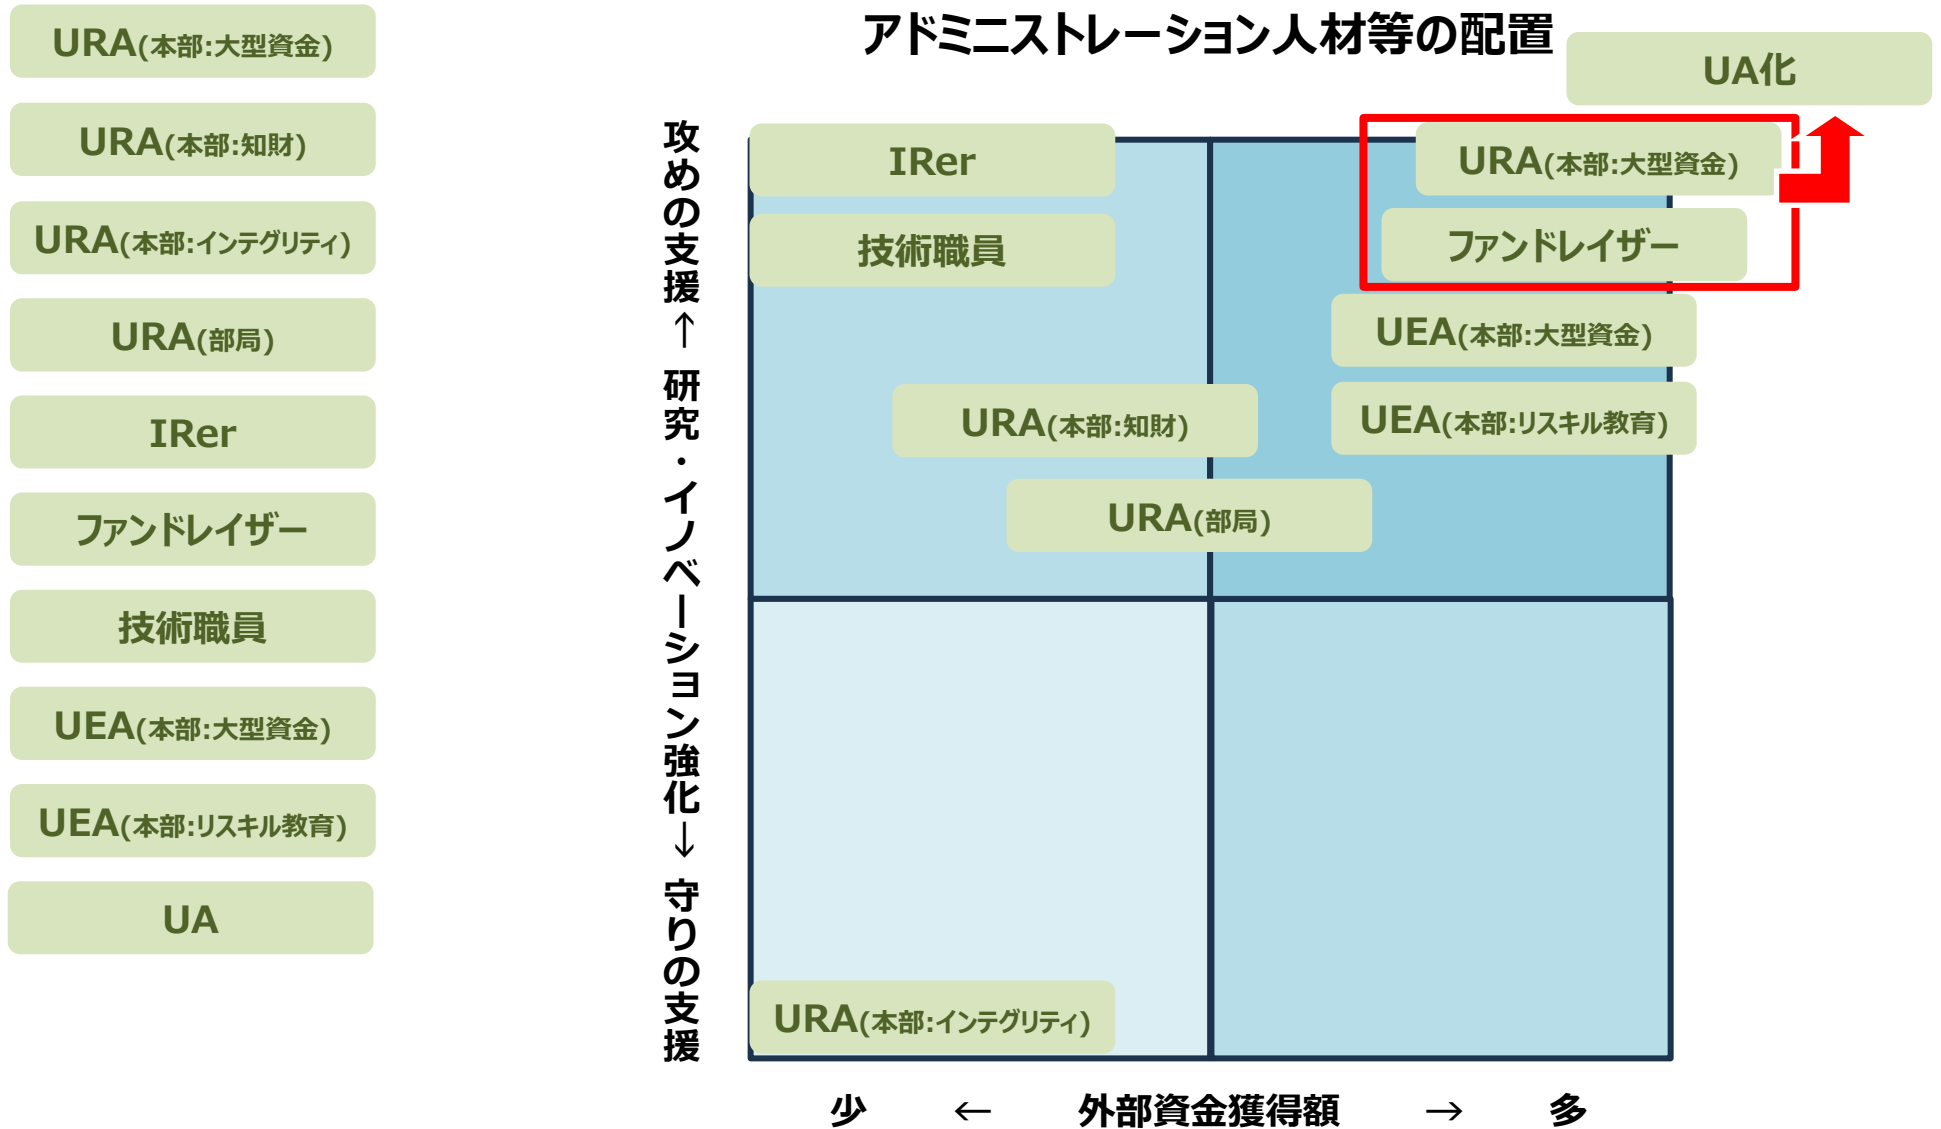 アドミニストレーション人材等の配置
URA(本部:大型資金)
URA(本部:知財)
URA(本部:インテグリティ)
URA(部局)
IRer
ファンドレイザー
技術職員
UEA(本部:大型資金)
UEA(本部:リスキル教育)
UA
攻めの支援↑ 研究・イノベーション強化↓ 守りの支援
UA化
IRer
URA(本部:大型資金)
技術職員
ファンドレイザー
UEA(本部:大型資金)
URA(本部:知財)
UEA(本部:リスキル教育)
URA(部局)
URA(本部:インテグリティ)
少 ← 外部資金獲得額 → 多